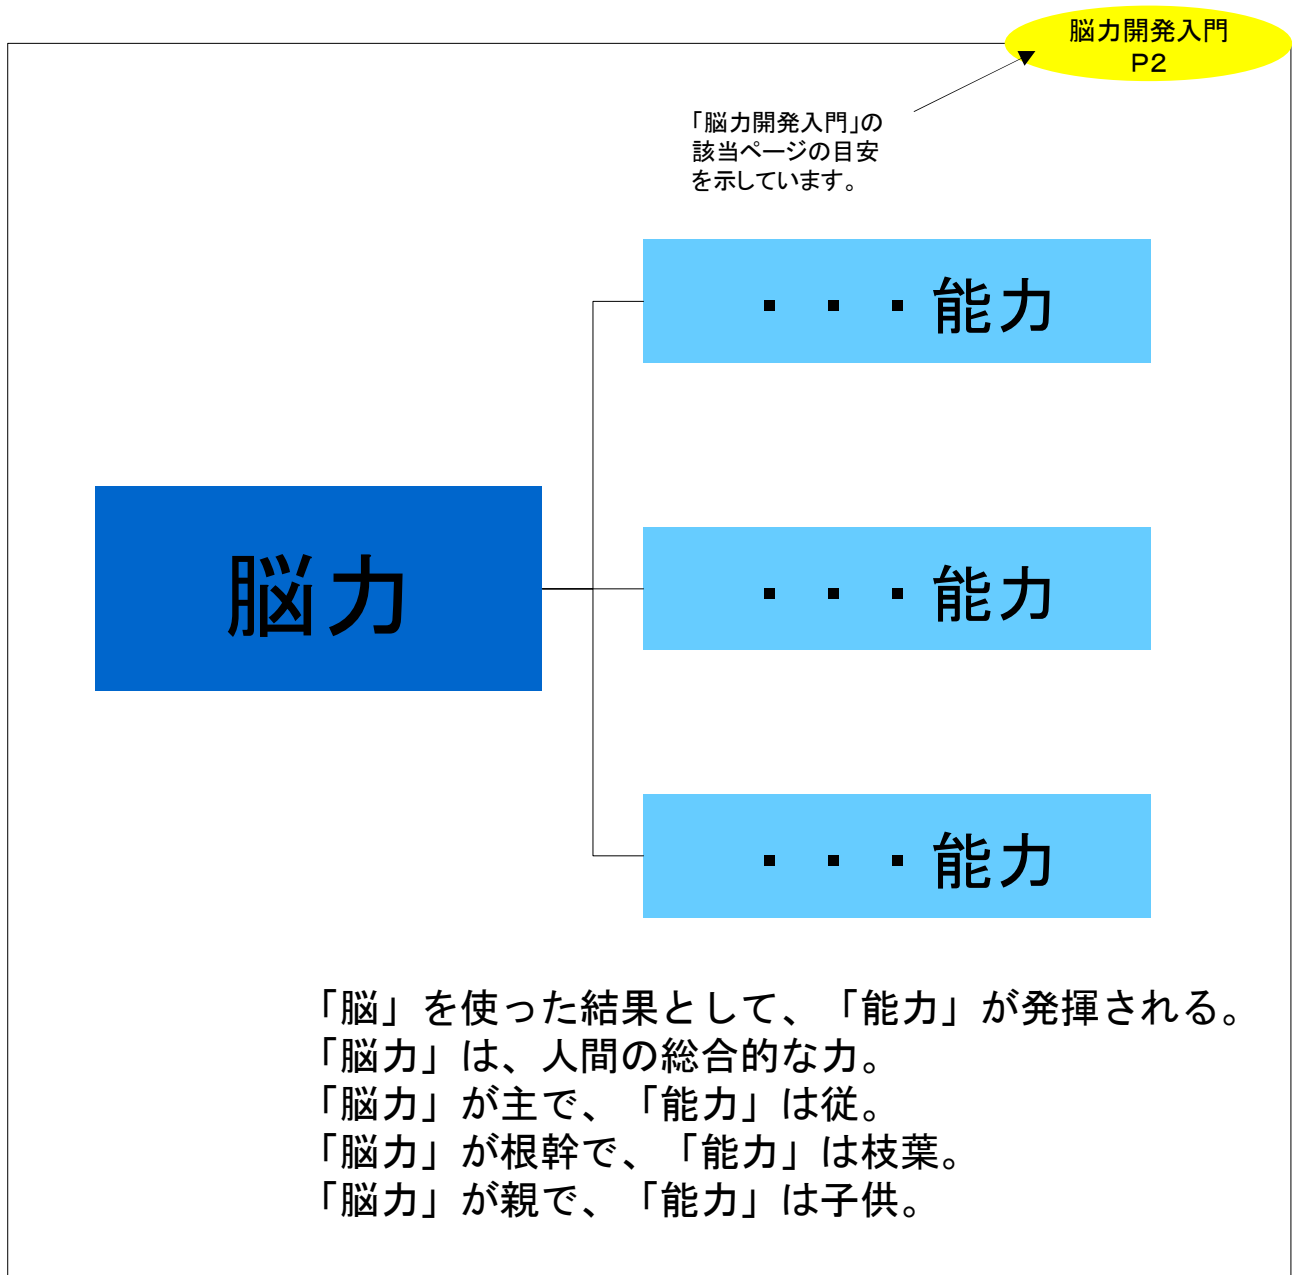 脳力開発入門
P2
「脳力開発入門」の
該当ページの目安
を示しています。
・・・能力
脳力
・・・能力
・・・能力
「脳」を使った結果として、「能力」が発揮される。
「脳力」は、人間の総合的な力。
「脳力」が主で、「能力」は従。
「脳力」が根幹で、「能力」は枝葉。
「脳力」が親で、「能力」は子供。